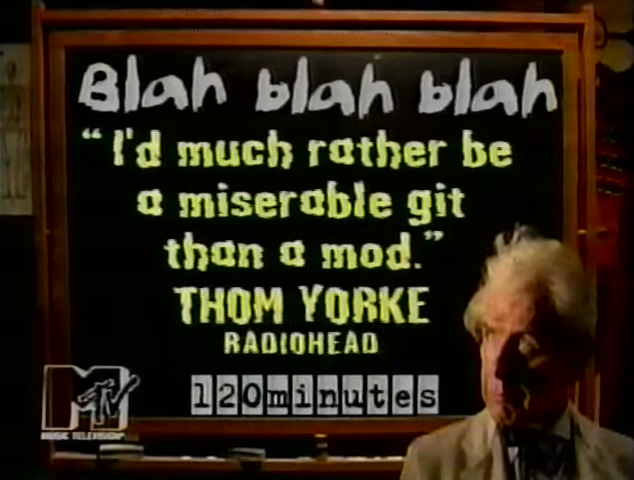 Blah blah blah
“I'd much rather be
a miserable git
than a mod.”
THOM YORKE
RADIOHEAD
120minutes
MTV
MUSIC TELEVISION